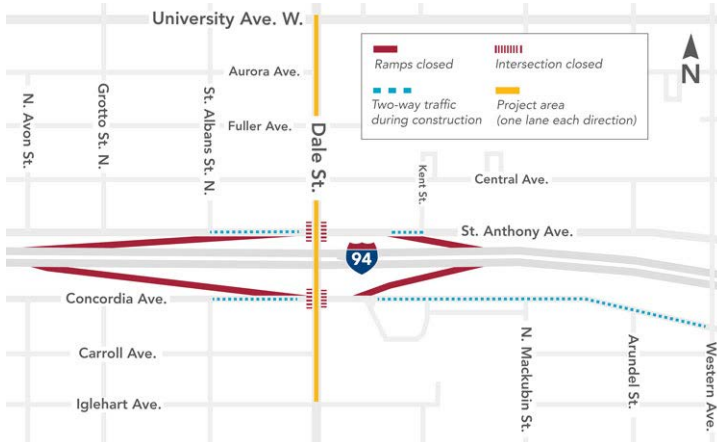 University Ave. W.
Aurora Ave.
Fuller Ave.
Ramps closed
Intersection closed
Two-way traffic
during construction
Project area
(one lane each direction)
N
N. Avon St.
Grotto St. N.
St. Albans St. N.
Dale St.
Kent St.
Central Ave.
St. Anthony Ave.
94
Concordia Ave.
Carroll Ave.
Iglehart Ave.
N. Mackubin St.
Arundel St.
Western Ave.